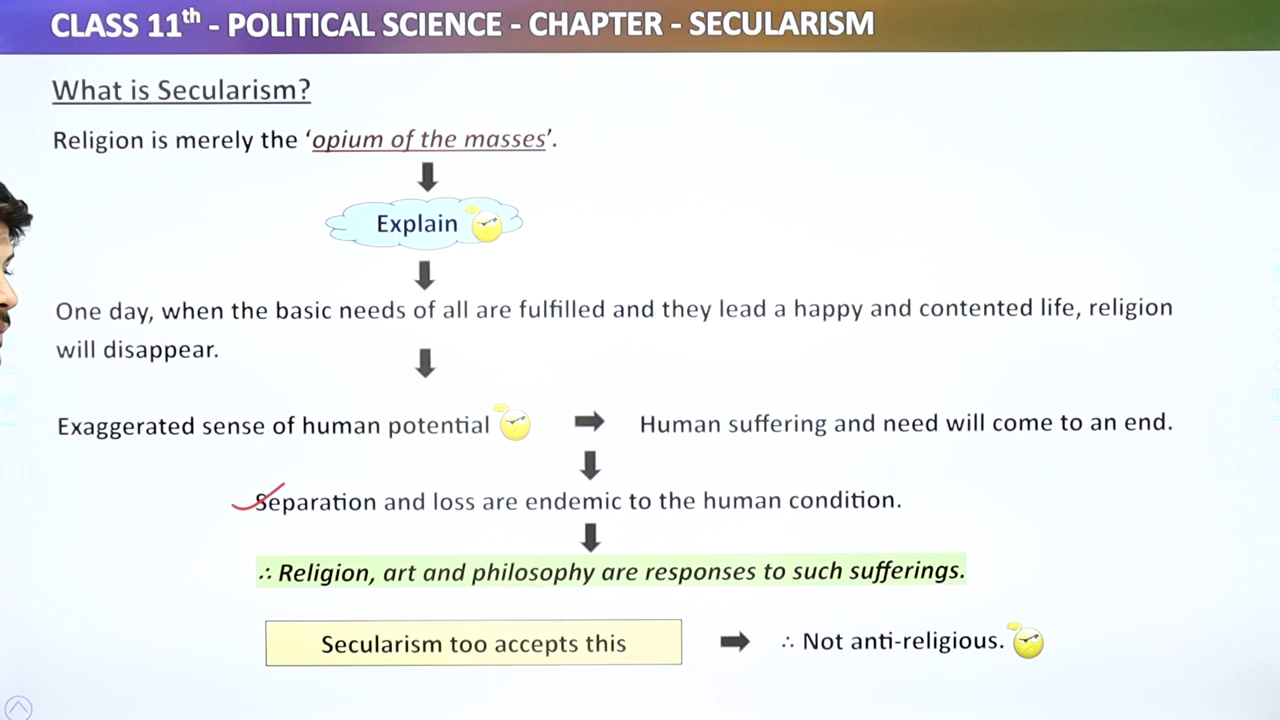 CLASS 11th - POLITICAL SCIENCE - CHAPTER - SECULARISM
What is Secularism?
Religion is merely the ‘opium of the masses’.
Explain
One day, when the basic needs of all are fulfilled and they lead a happy and contented life, religion
will disappear.
Exaggerated sense of human potential
Human suffering and need will come to an end.
Separation and loss are endemic to the human condition.
∴ Religion, art and philosophy are responses to such sufferings.
Secularism too accepts this
∴ Not anti-religious.